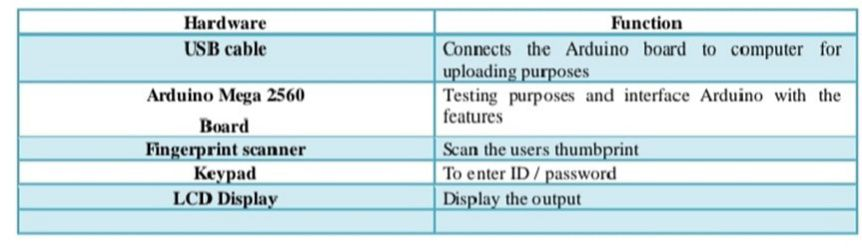 Hardware Function
USB cable Connects the Arduino board to computer for
uploading purposes
Arduino Mega 2560 Testing purposes and interface Arduino with the
Board features
Fingerprint scanner Scan the users thumbprint
Keypad To enter ID / password
LCD Display Display the output